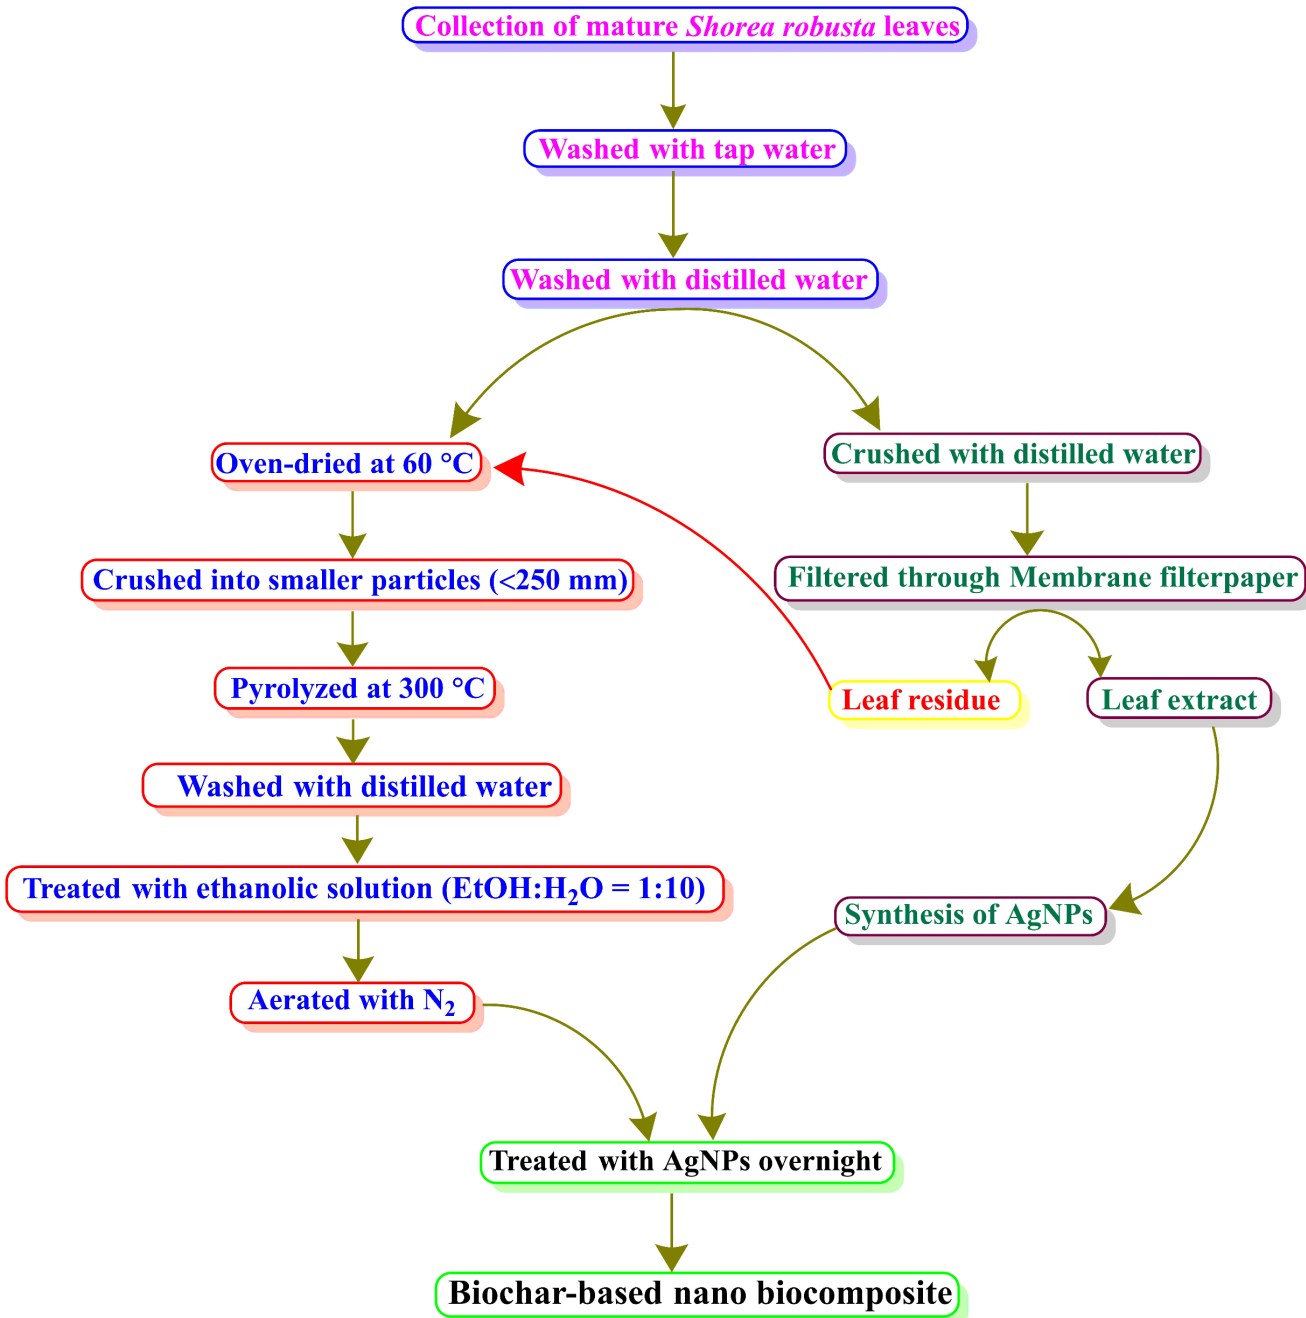 Collection of mature Shorea robusta leaves
Washed with tap water
Washed with distilled water
Oven-dried at 60 °C
Crushed with distilled water
Crushed into smaller particles (<250 mm)
Filtered through Membrane filterpaper
Pyrolyzed at 300 °C
Leaf residue
Leaf extract
Washed with distilled water
Treated with ethanolic solution (EtOH:H₂O = 1:10)
Synthesis of AgNPs
Aerated with N₂
Treated with AgNPs overnight
Biochar-based nano biocomposite